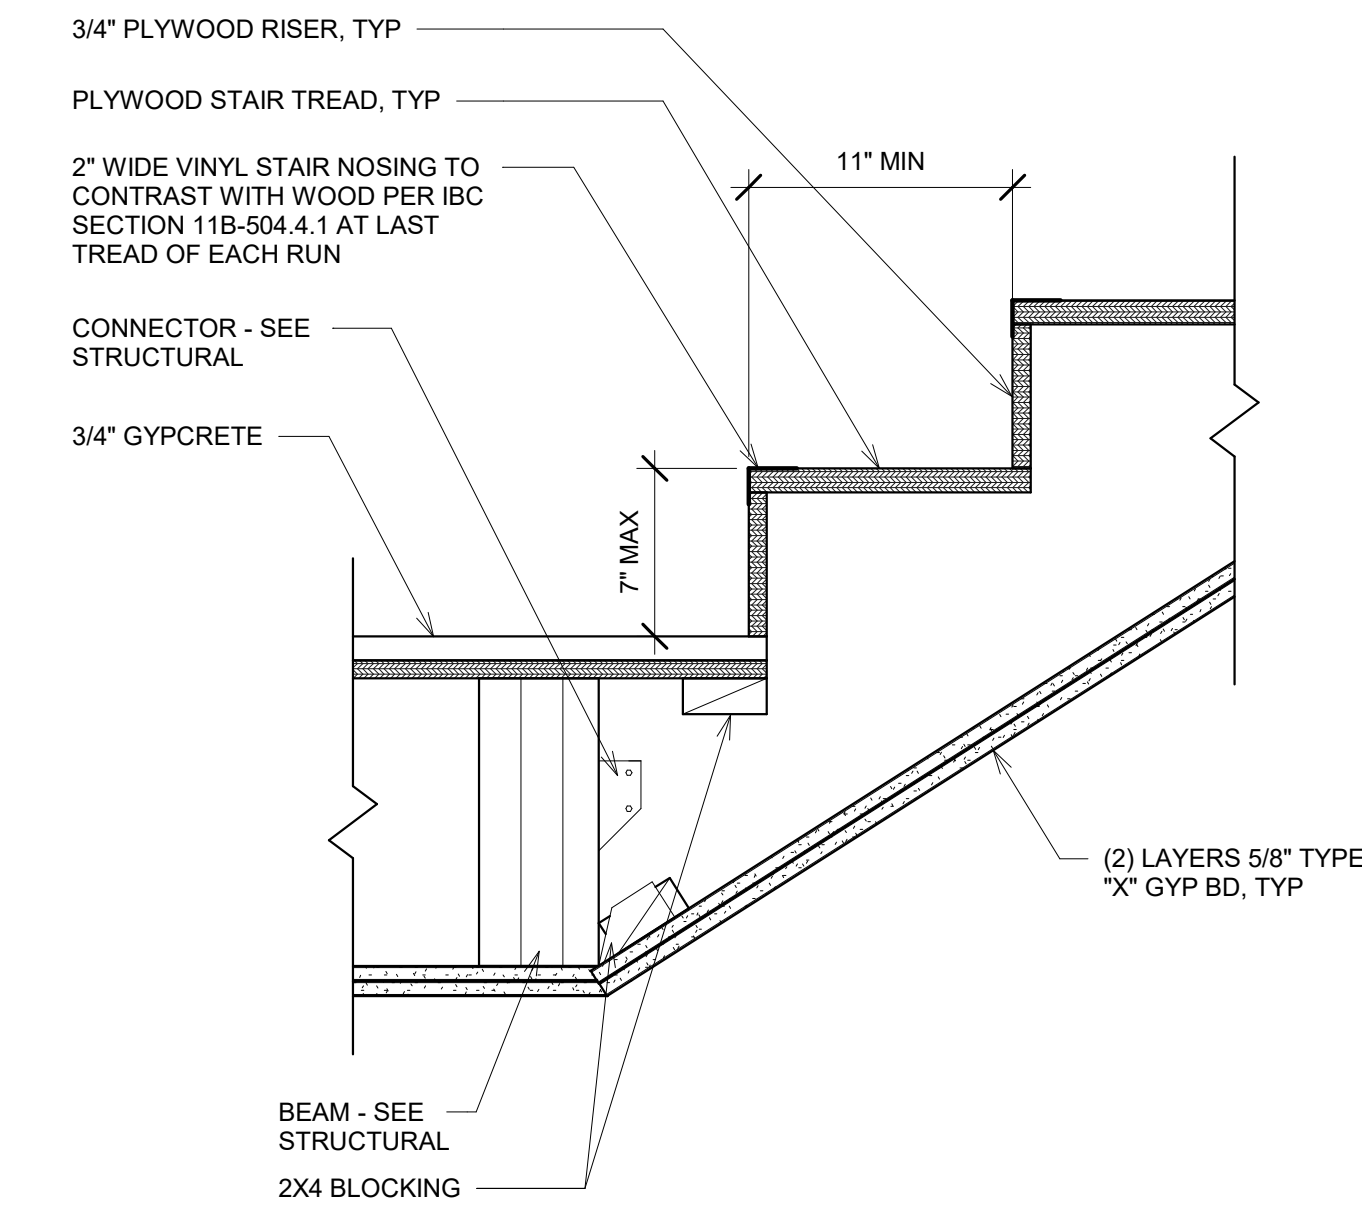 3/4" PLYWOOD RISER, TYP
PLYWOOD STAIR TREAD, TYP
2" WIDE VINYL STAIR NOSING TO
CONTRAST WITH WOOD PER IBC
SECTION 11B-504.4.1 AT LAST
TREAD OF EACH RUN
CONNECTOR - SEE
STRUCTURAL
3/4" GYPCRETE
11" MIN
7" MAX
(2) LAYERS 5/8" TYPE
"X" GYP BD, TYP
BEAM - SEE
STRUCTURAL
2X4 BLOCKING